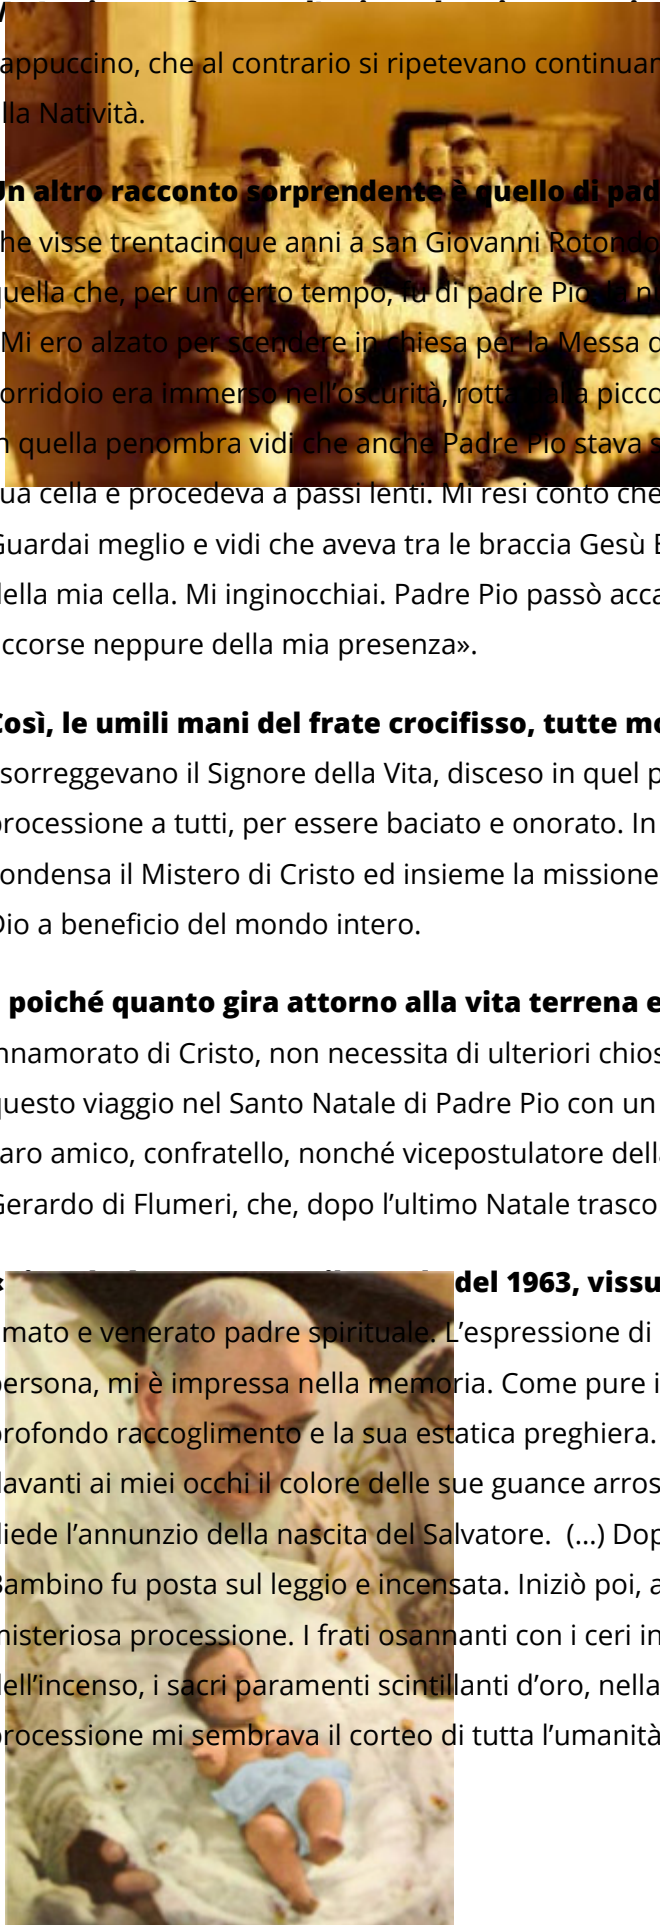 appuccino, che al contrario si ripetevano continuam
lla Natività.
Un altro racconto sorprendente è quello di pad
he visse trentacinque anni a san Giovanni Rotondo
quella che, per un certo tempo, fu di padre Pio: la n
Mi ero alzato per scendere in chiesa per la Messa d
orridoio era immerso nell’oscurità, rotta dalla picco
n quella penombra vidi che anche Padre Pio stava s
ua cella e procedeva a passi lenti. Mi resi conto che
Guardai meglio e vidi che aveva tra le braccia Gesù B
della mia cella. Mi inginocchiai. Padre Pio passò acca
ccorse neppure della mia presenza».
Così, le umili mani del frate crocifisso, tutte mo
sorreggevano il Signore della Vita, disceso in quel p
processione a tutti, per essere baciato e onorato. In
condensa il Mistero di Cristo ed insieme la missione
Dio a beneficio del mondo intero.
poiché quanto gira attorno alla vita terrena e
nnamorato di Cristo, non necessita di ulteriori chios
questo viaggio nel Santo Natale di Padre Pio con un
caro amico, confratello, nonché vicepostulatore della
Gerardo di Flumeri, che, dopo l’ultimo Natale trasco
del 1963, vissu
amato e venerato padre spirituale. L’espressione di
persona, mi è impressa nella memoria. Come pure i
profondo raccoglimento e la sua estatica preghiera.
davanti ai miei occhi il colore delle sue guance arros
diede l’annunzio della nascita del Salvatore. (...) Dop
Bambino fu posta sul leggio e incensata. Iniziò poi, a
misteriosa processione. I frati osannanti con i ceri in
dell’incenso, i sacri paramenti scintillanti d’oro, nella
processione mi sembrava il corteo di tutta l’umanità